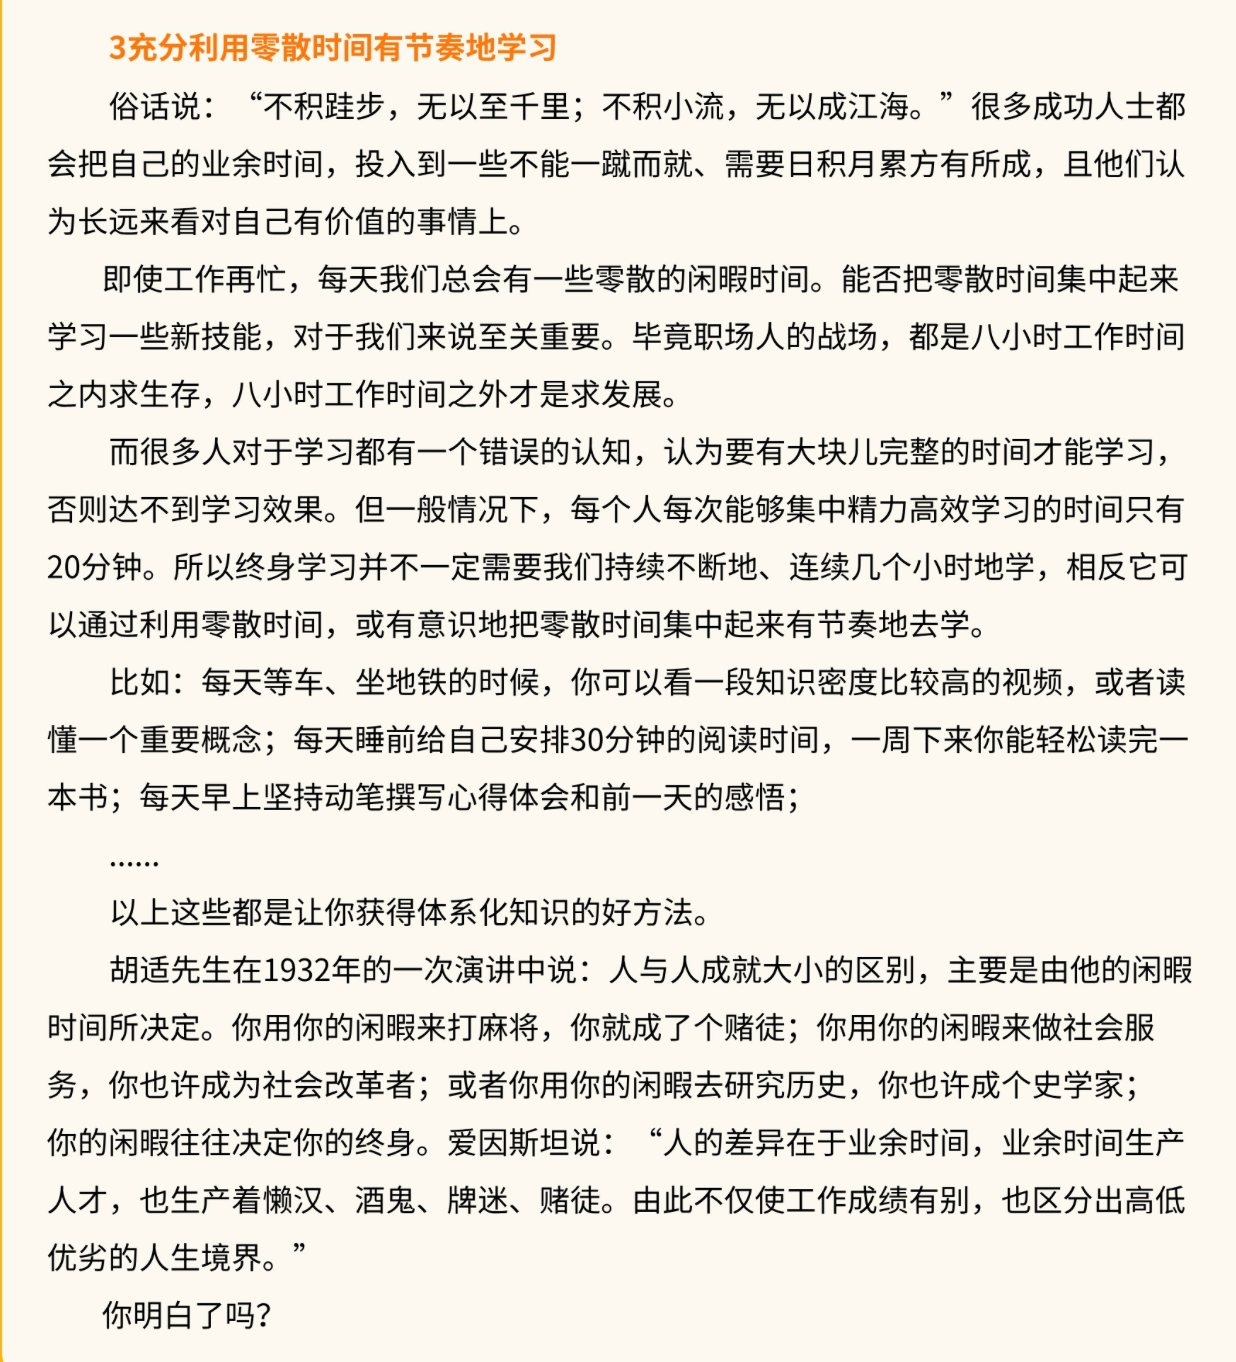 3充分利用零散时间有节奏地学习
俗话说：“不积跬步，无以至千里；不积小流，无以成江海。”很多成功人士都
会把自己的业余时间，投入到一些不能一蹴而就、需要日积月累方有所成，且他们认
为长远来看对自己有价值的事情上。
即使工作再忙，每天我们总会有一些零散的闲暇时间。能否把零散时间集中起来
学习一些新技能，对于我们来说至关重要。毕竟职场人的战场，都是八小时工作时间
之内求生存，八小时工作时间之外才是求发展。
而很多人对于学习都有一个错误的认知，认为要有大块儿完整的时间才能学习，
否则达不到学习效果。但一般情况下，每个人每次能够集中精力高效学习的时间只有
20分钟。所以终身学习并不一定需要我们持续不断地、连续几个小时地学，相反它可
以通过利用零散时间，或有意识地把零散时间集中起来有节奏地去学。
比如：每天等车、坐地铁的时候，你可以看一段知识密度比较高的视频，或者读
懂一个重要概念；每天睡前给自己安排30分钟的阅读时间，一周下来你能轻松读完一
本书；每天早上坚持动笔撰写心得体会和前一天的感悟；
......
以上这些都是让你获得体系化知识的好方法。
胡适先生在1932年的一次演讲中说：人与人成就大小的区别，主要是由他的闲暇
时间所决定。你用你的闲暇来打麻将，你就成了个赌徒；你用你的闲暇来做社会服
务，你也许成为社会改革者；或者你用你的闲暇去研究历史，你也许成个史学家；
你的闲暇往往决定你的终身。爱因斯坦说：“人的差异在于业余时间，业余时间生产
人才，也生产着懒汉、酒鬼、牌迷、赌徒。由此不仅使工作成绩有别，也区分出高低
优劣的人生境界。”
你明白了吗？